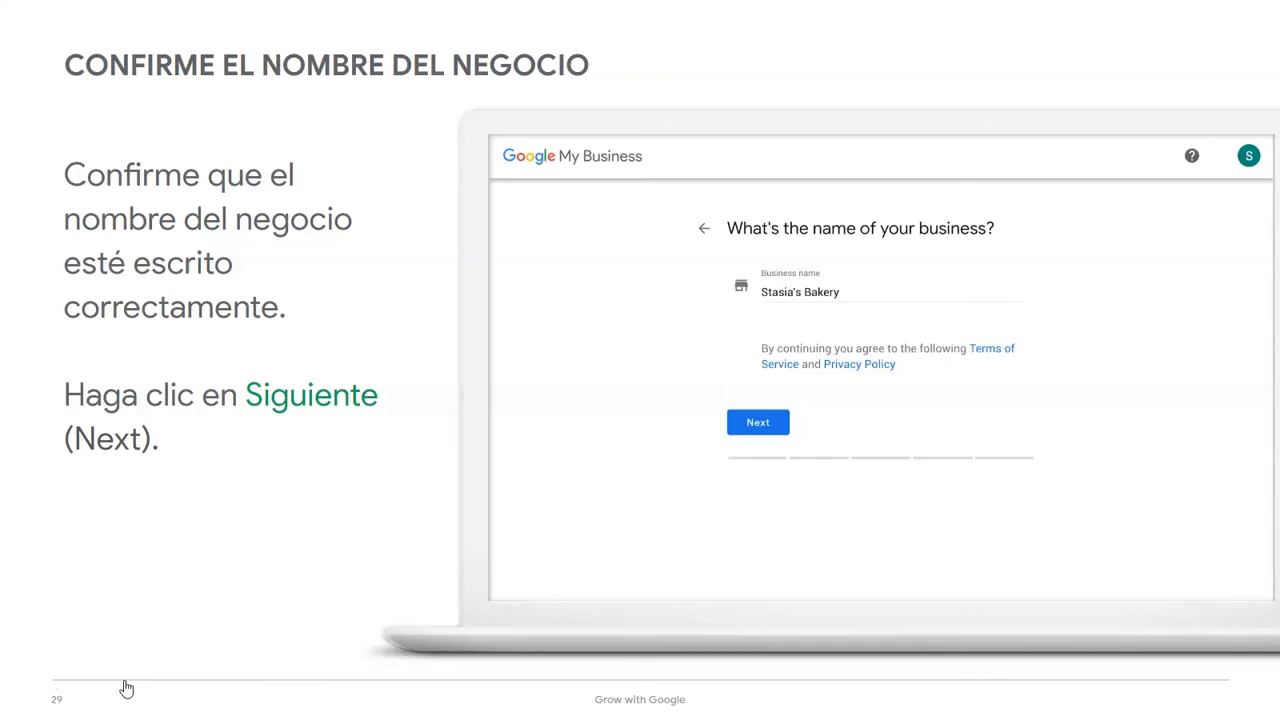 CONFIRME EL NOMBRE DEL NEGOCIO
Confirme que el
nombre del negocio
esté escrito
correctamente.
Haga clic en Siguiente
(Next).
Google My Business
S
What's the name of your business?
Business name
Stasia's Bakery
By continuing you agree to the following Terms of
Service and Privacy Policy
Next
29
Grow with Google